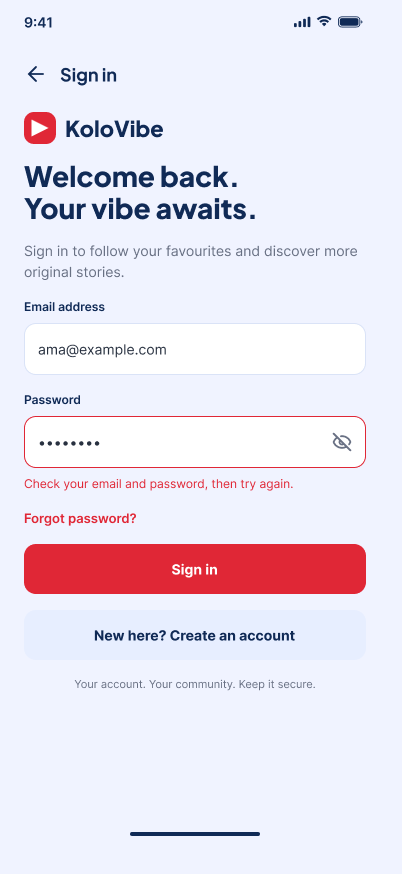 9:41
Sign in
KoloVibe
Welcome back.
Your vibe awaits.
Sign in to follow your favourites and discover more
original stories.
Email address
ama@example.com
Password
••••••••
Check your email and password, then try again.
Forgot password?
Sign in
New here? Create an account
Your account. Your community. Keep it secure.